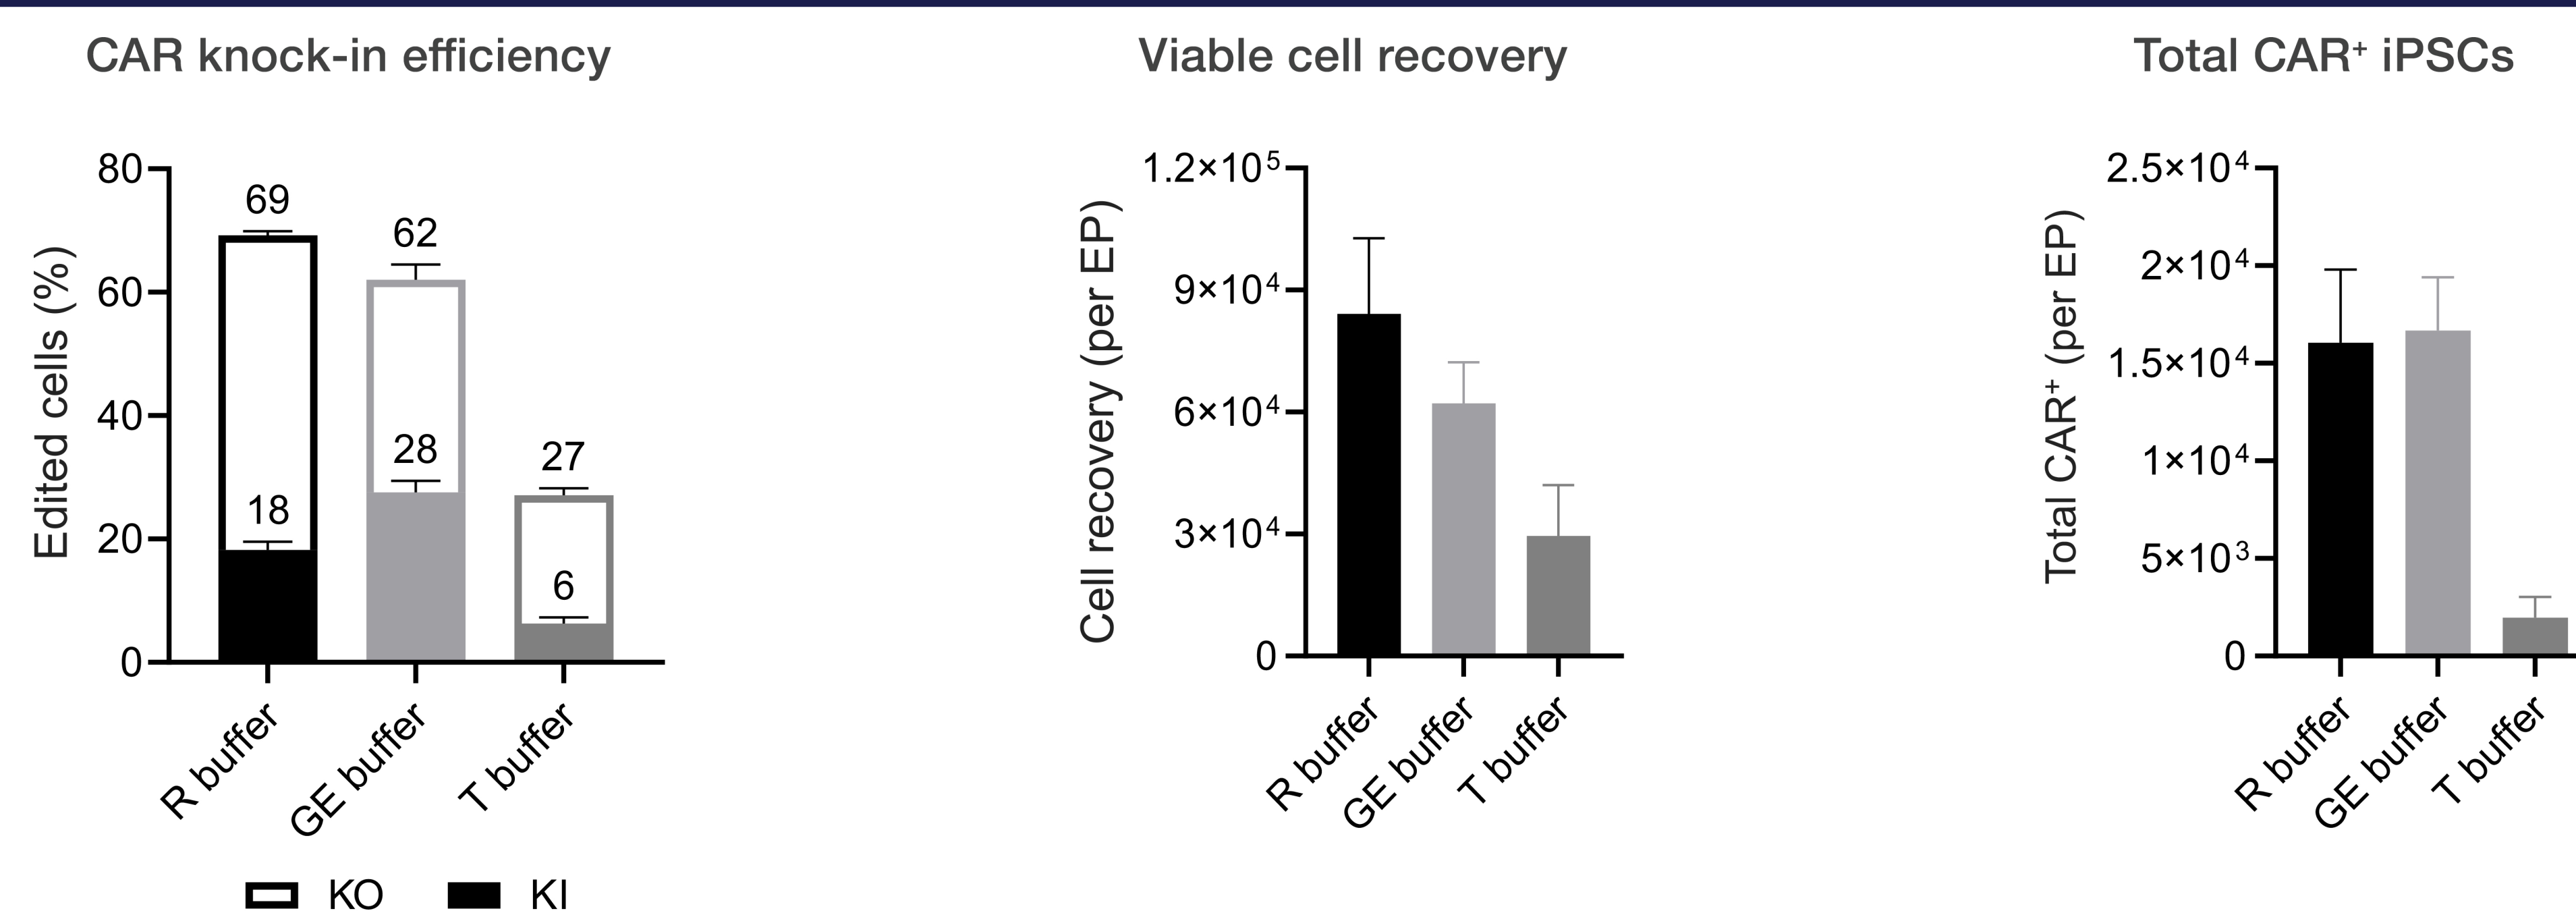 CAR knock-in efficiency
Edited cells (%)
80
60
40
20
0
69
18
62
28
27
6
R buffer
GE buffer
T buffer
KO
KI
Viable cell recovery
Cell recovery (per EP)
1.2×10⁵
9×10⁴
6×10⁴
3×10⁴
0
R buffer
GE buffer
T buffer
Total CAR⁺ iPSCs
Total CAR⁺ (per EP)
2.5×10⁴
2×10⁴
1.5×10⁴
1×10⁴
5×10³
0
R buffer
GE buffer
T buffer